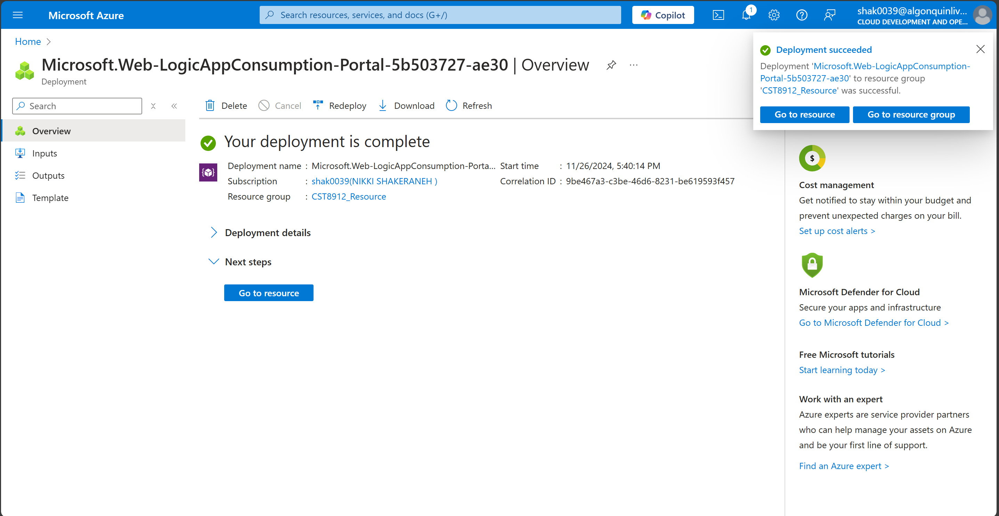 Microsoft Azure
Search resources, services, and docs (G+/)
Copilot
1
shak0039@algonquinliv...
CLOUD DEVELOPMENT AND OPE...
Home >
Microsoft.Web-LogicAppConsumption-Portal-5b503727-ae30 | Overview
...
Deployment
Search
Overview
Inputs
Outputs
Template
Delete
Cancel
Redeploy
Download
Refresh
Your deployment is complete
Deployment name : Microsoft.Web-LogicAppConsumption-Porta...
Subscription : shak0039(NIKKI SHAKERANEH )
Resource group : CST8912_Resource
Start time : 11/26/2024, 5:40:14 PM
Correlation ID : 9be467a3-c3be-46d6-8231-be619593f457
Deployment details
Next steps
Go to resource
Deployment succeeded
Deployment 'Microsoft.Web-LogicAppConsumption-
Portal-5b503727-ae30' to resource group
'CST8912_Resource' was successful.
Go to resource
Go to resource group
$
Cost management
Get notified to stay within your budget and
prevent unexpected charges on your bill.
Set up cost alerts >
Microsoft Defender for Cloud
Secure your apps and infrastructure
Go to Microsoft Defender for Cloud >
Free Microsoft tutorials
Start learning today >
Work with an expert
Azure experts are service provider partners
who can help manage your assets on Azure
and be your first line of support.
Find an Azure expert >